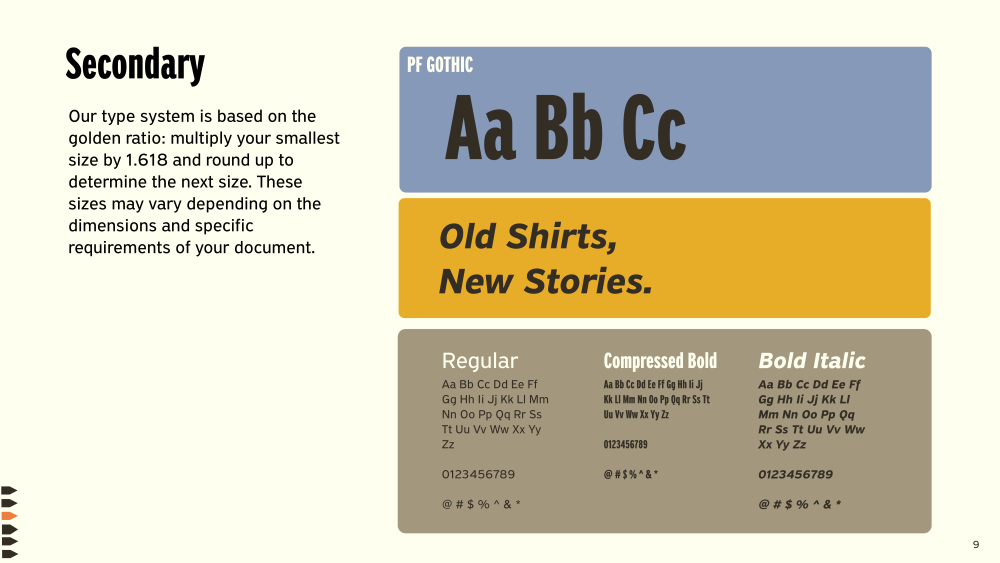 Secondary
Our type system is based on the
golden ratio: multiply your smallest
size by 1.618 and round up to
determine the next size. These
sizes may vary depending on the
dimensions and specific
requirements of your document.
PF GOTHIC
Aa Bb Cc
Old Shirts,
New Stories.
Regular
Aa Bb Cc Dd Ee Ff
Gg Hh Ii Jj Kk Ll Mm
Nn Oo Pp Qq Rr Ss
Tt Uu Vv Ww Xx Yy
Zz
0123456789
@ # $ % ^ & *
Compressed Bold
Aa Bb Cc Dd Ee Ff Gg Hh Ii Jj
Kk Ll Mm Nn Oo Pp Qq Rr Ss Tt
Uu Vv Ww Xx Yy Zz
0123456789
@ # $ % ^ & *
Bold Italic
Aa Bb Cc Dd Ee Ff
Gg Hh Ii Jj Kk Ll
Mm Nn Oo Pp Qq
Rr Ss Tt Uu Vv Ww
Xx Yy Zz
0123456789
@ # $ % ^ & *
9